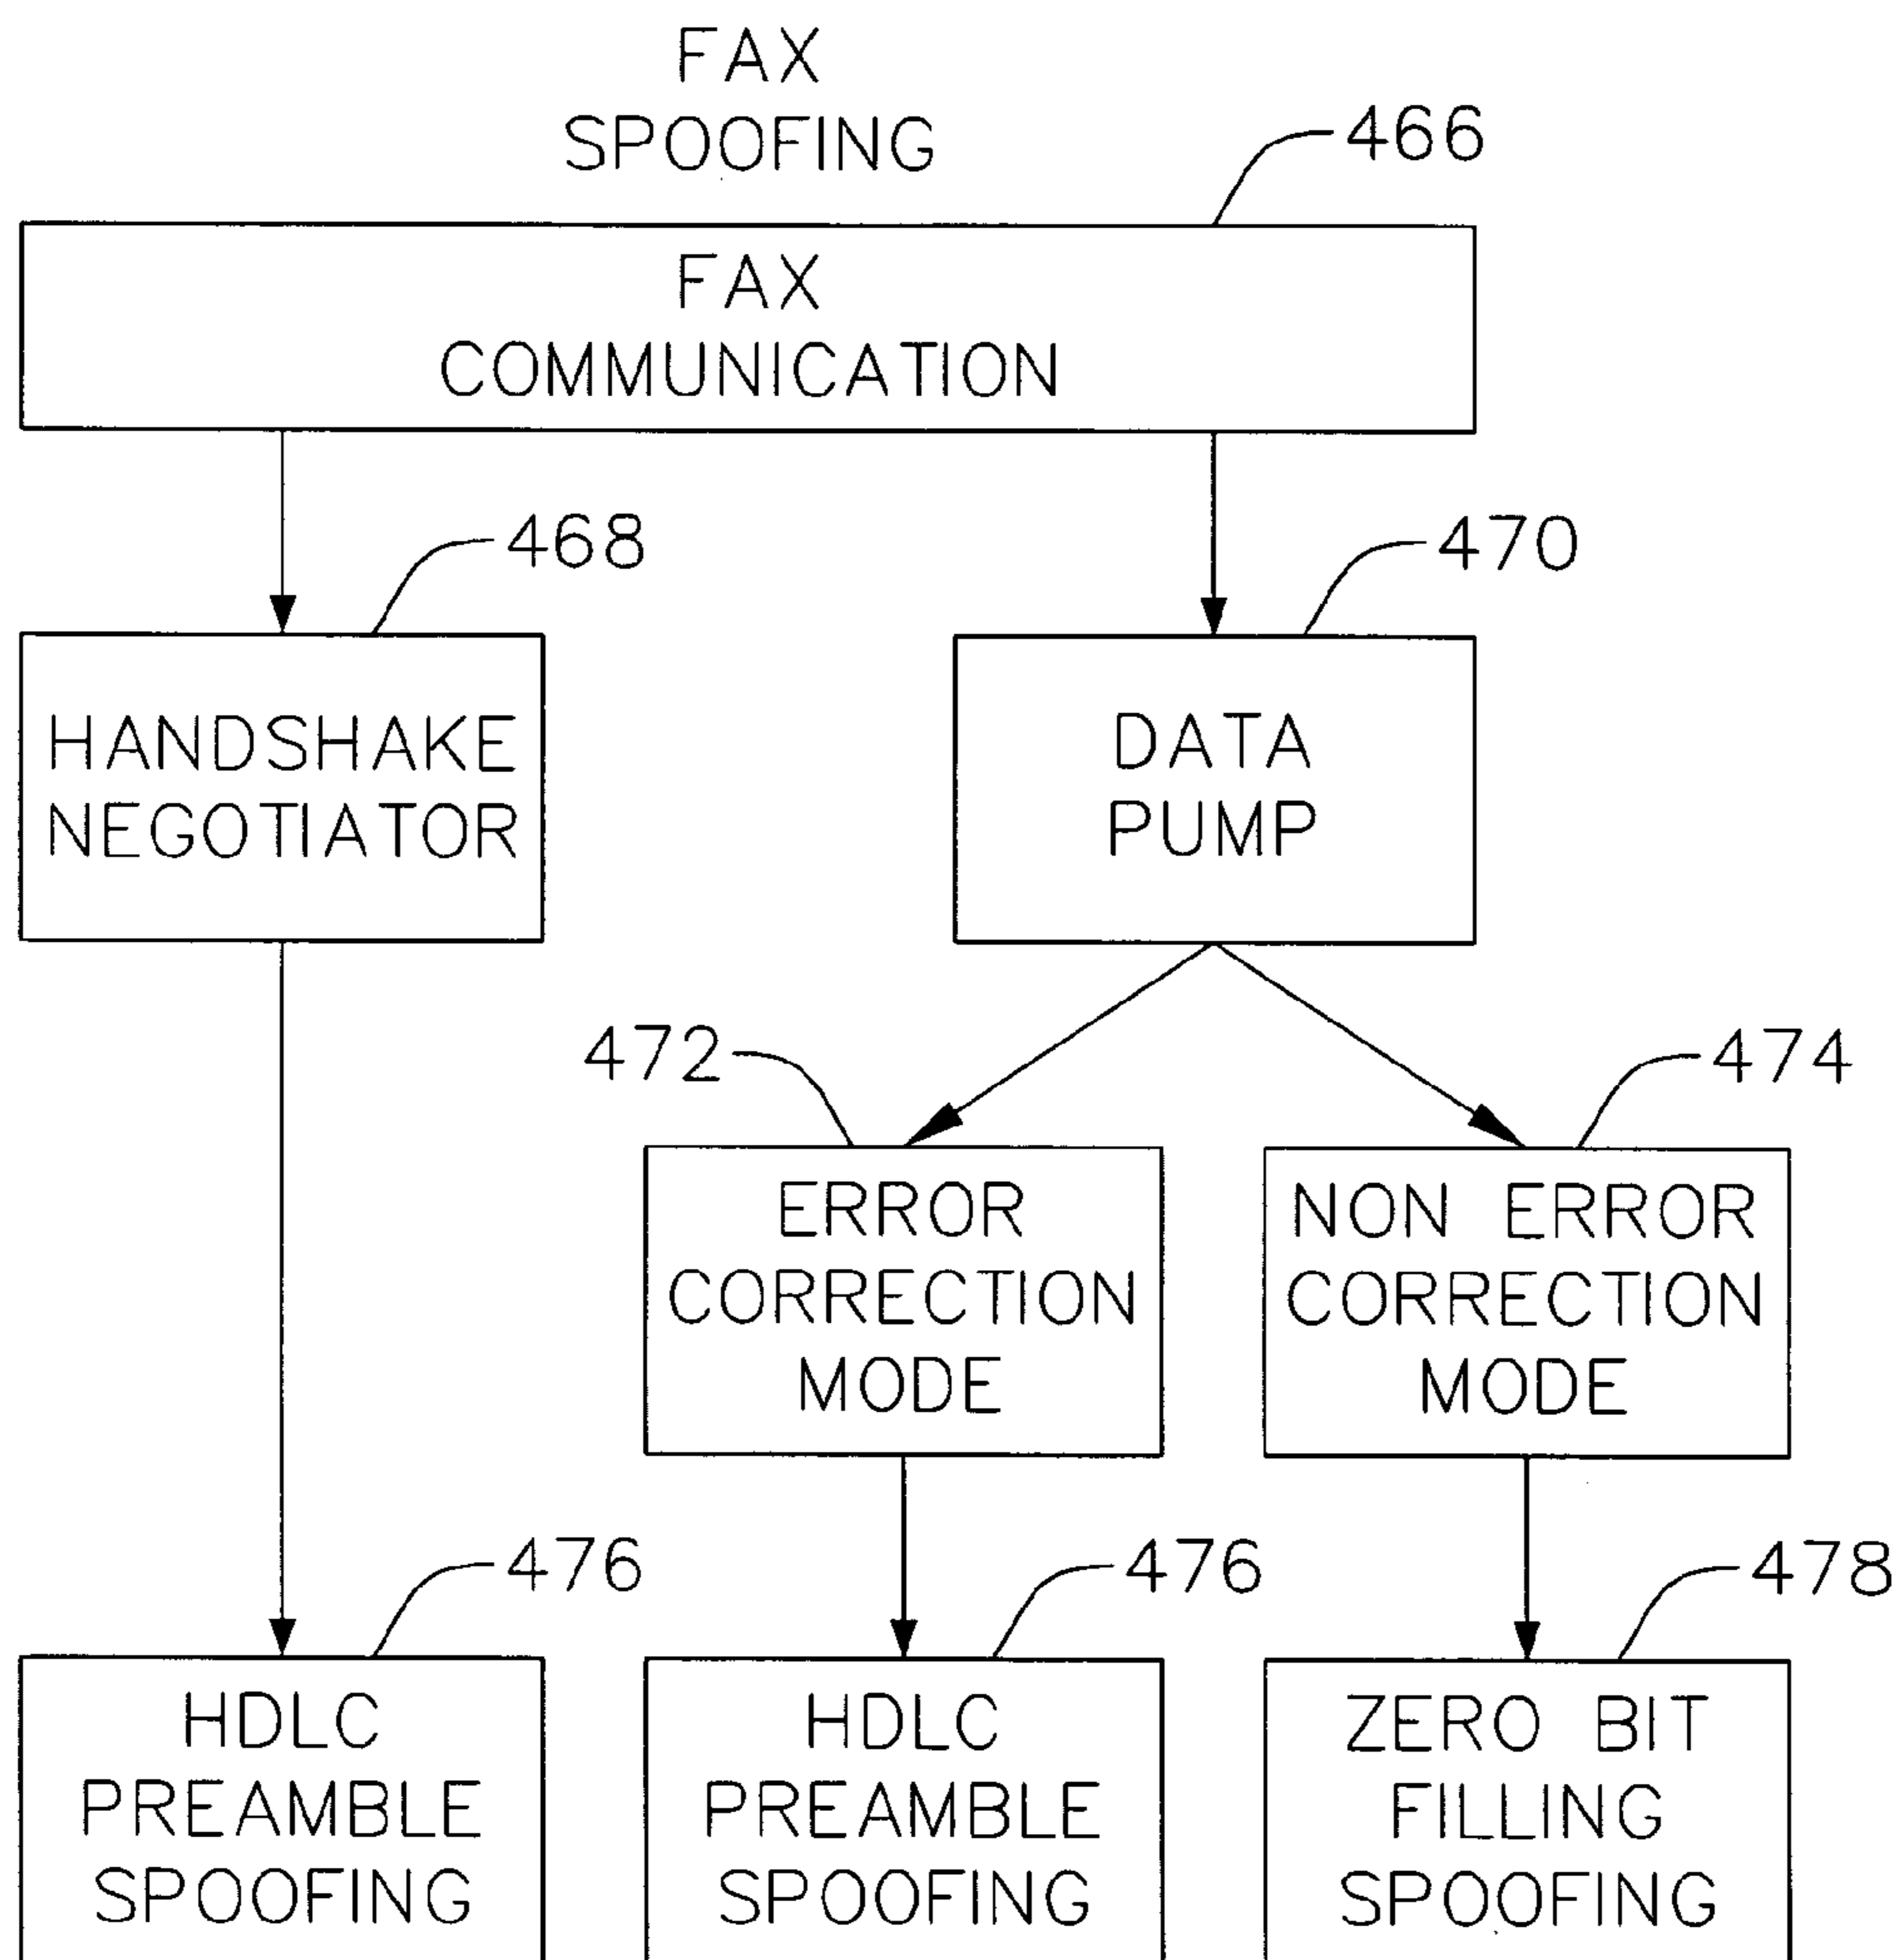 FAX
SPOOFING
466
FAX
COMMUNICATION
468
470
HANDSHAKE
NEGOTIATOR
DATA
PUMP
472
474
ERROR
CORRECTION
MODE
NON ERROR
CORRECTION
MODE
476
476
478
HDLC
PREAMBLE
SPOOFING
HDLC
PREAMBLE
SPOOFING
ZERO BIT
FILLING
SPOOFING